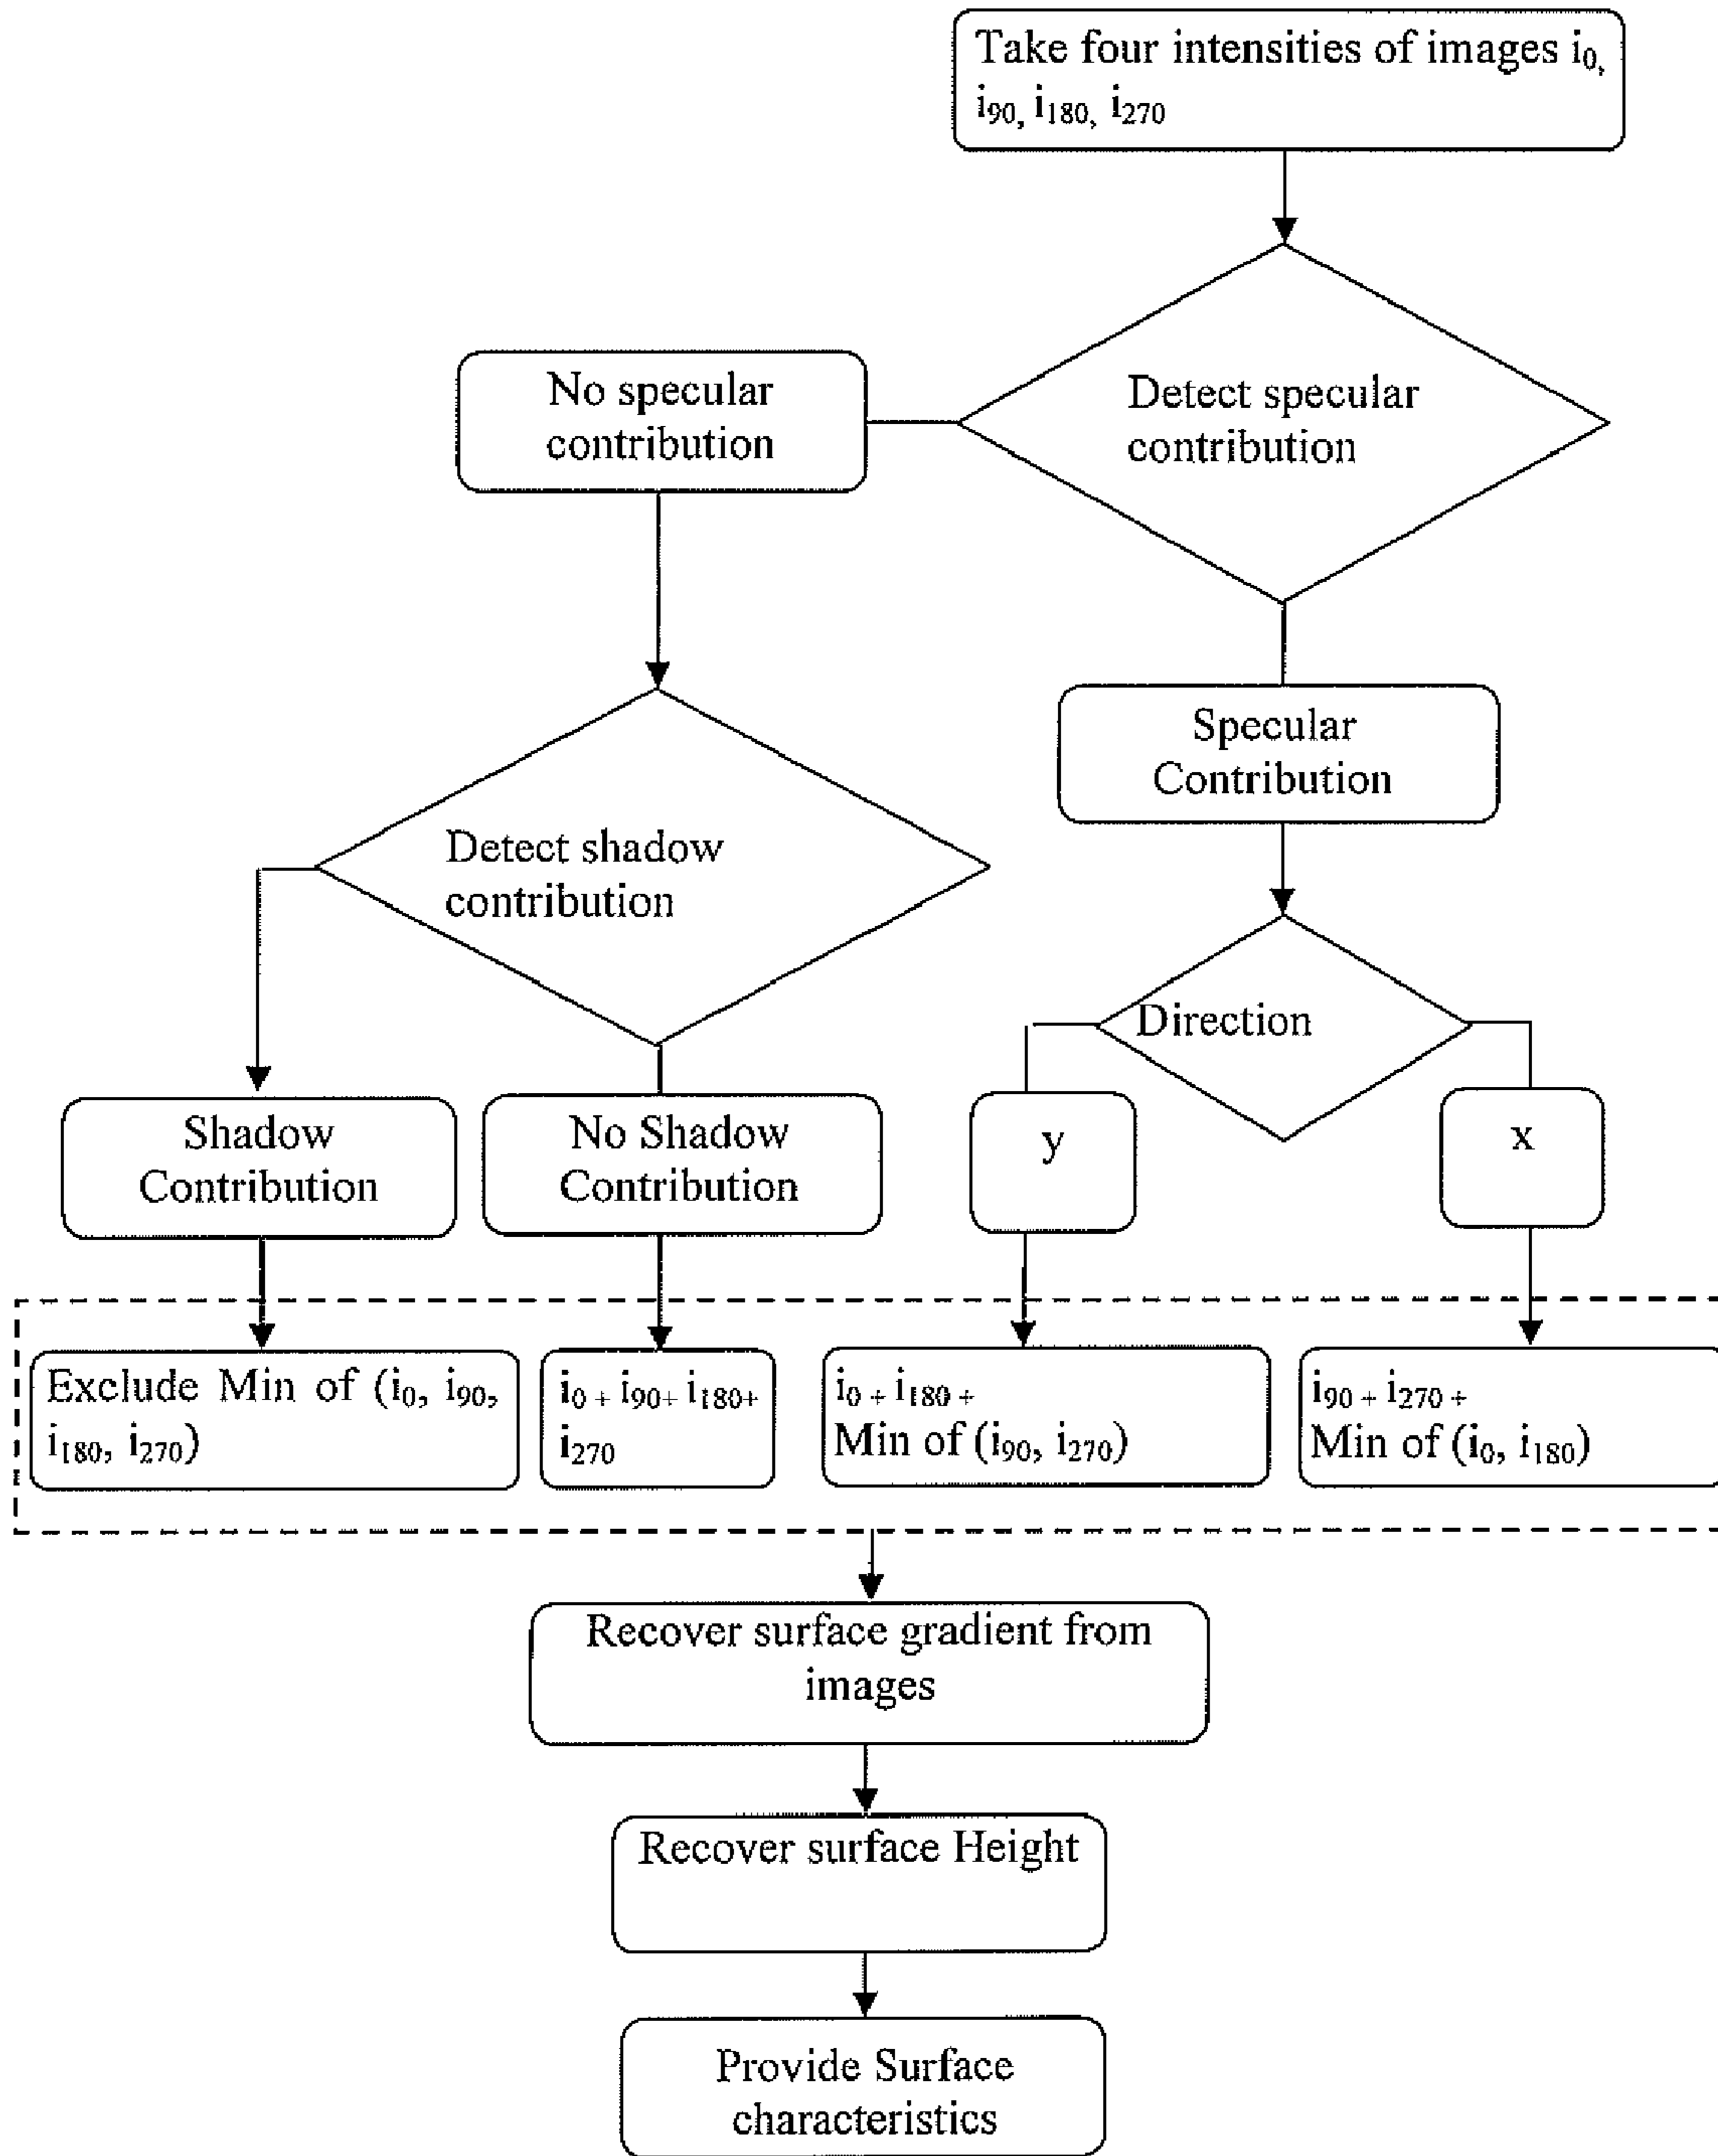 Take four intensities of images i₀,
i₉₀, i₁₈₀, i₂₇₀
No specular
contribution
Detect specular
contribution
Specular
Contribution
Detect shadow
contribution
Direction
Shadow
Contribution
No Shadow
Contribution
y
x
Exclude Min of (i₀, i₉₀,
i₁₈₀, i₂₇₀)
i₀ + i₉₀+ i₁₈₀+
i₂₇₀
i₀ + i₁₈₀ +
Min of (i₉₀, i₂₇₀)
i₉₀ + i₂₇₀ +
Min of (i₀, i₁₈₀)
Recover surface gradient from
images
Recover surface Height
Provide Surface
characteristics